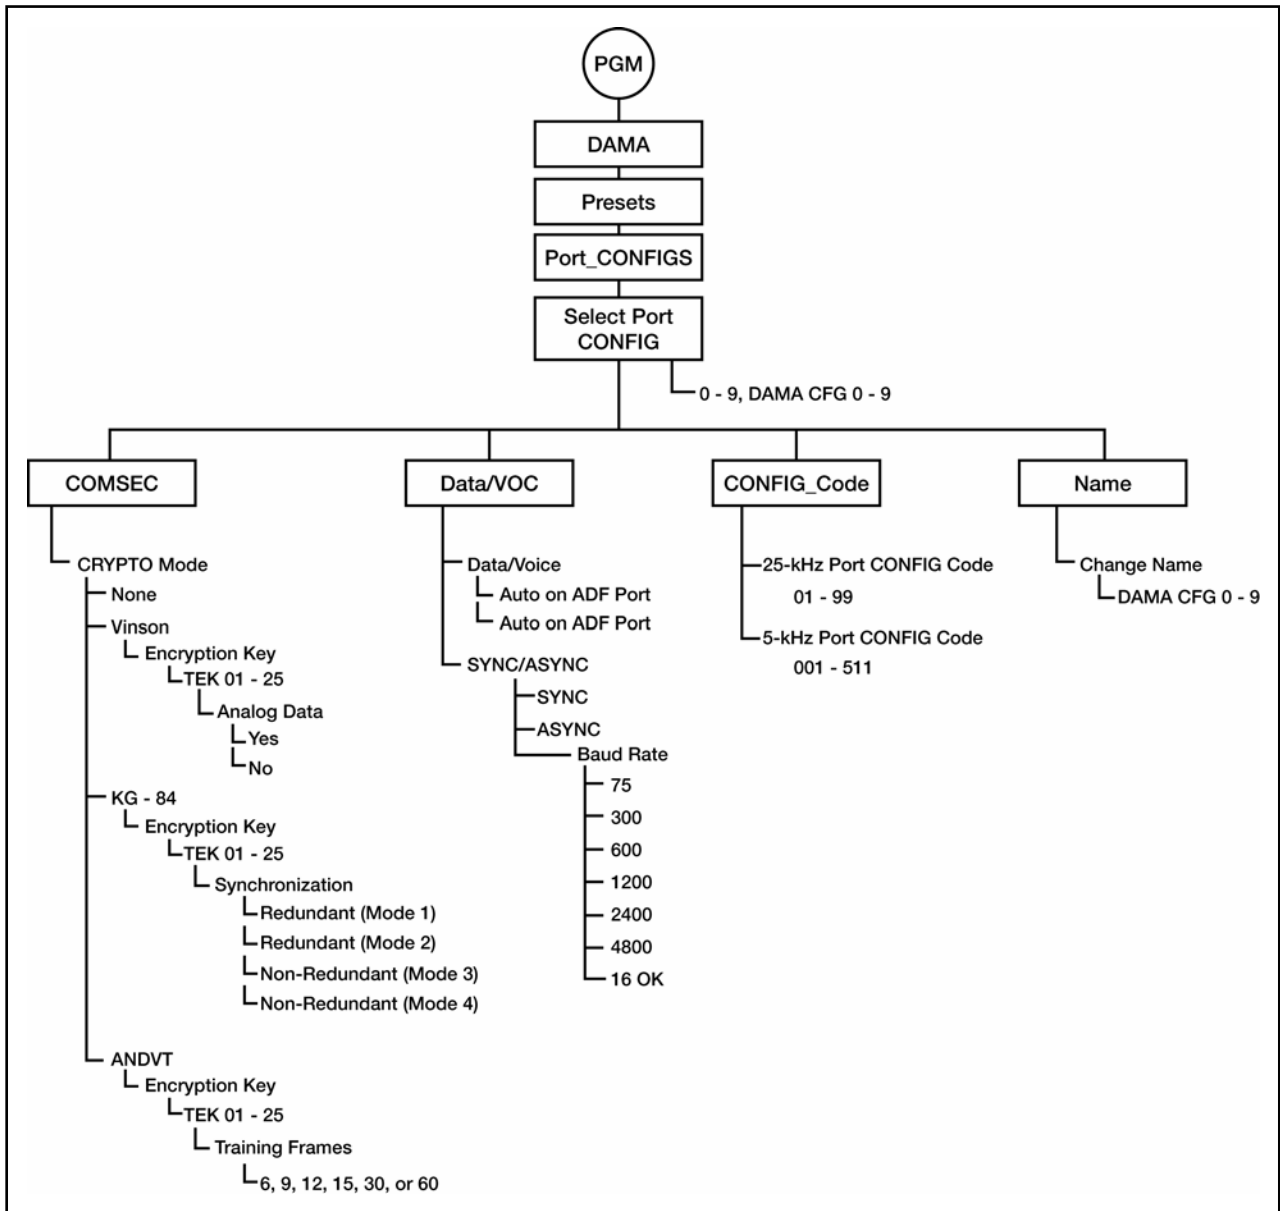 PGM
DAMA
Presets
Port_CONFIGS
Select Port
CONFIG
0 - 9, DAMA CFG 0 - 9
COMSEC
CRYPTO Mode
None
Vinson
Encryption Key
TEK 01 - 25
Analog Data
Yes
No
KG - 84
Encryption Key
TEK 01 - 25
Synchronization
Redundant (Mode 1)
Redundant (Mode 2)
Non-Redundant (Mode 3)
Non-Redundant (Mode 4)
ANDVT
Encryption Key
TEK 01 - 25
Training Frames
6, 9, 12, 15, 30, or 60
Data/VOC
Data/Voice
Auto on ADF Port
Auto on ADF Port
SYNC/ASYNC
SYNC
ASYNC
Baud Rate
75
300
600
1200
2400
4800
16 OK
CONFIG_Code
25-kHz Port CONFIG Code
01 - 99
5-kHz Port CONFIG Code
001 - 511
Name
Change Name
DAMA CFG 0 - 9